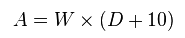 A = W × (D + 10)